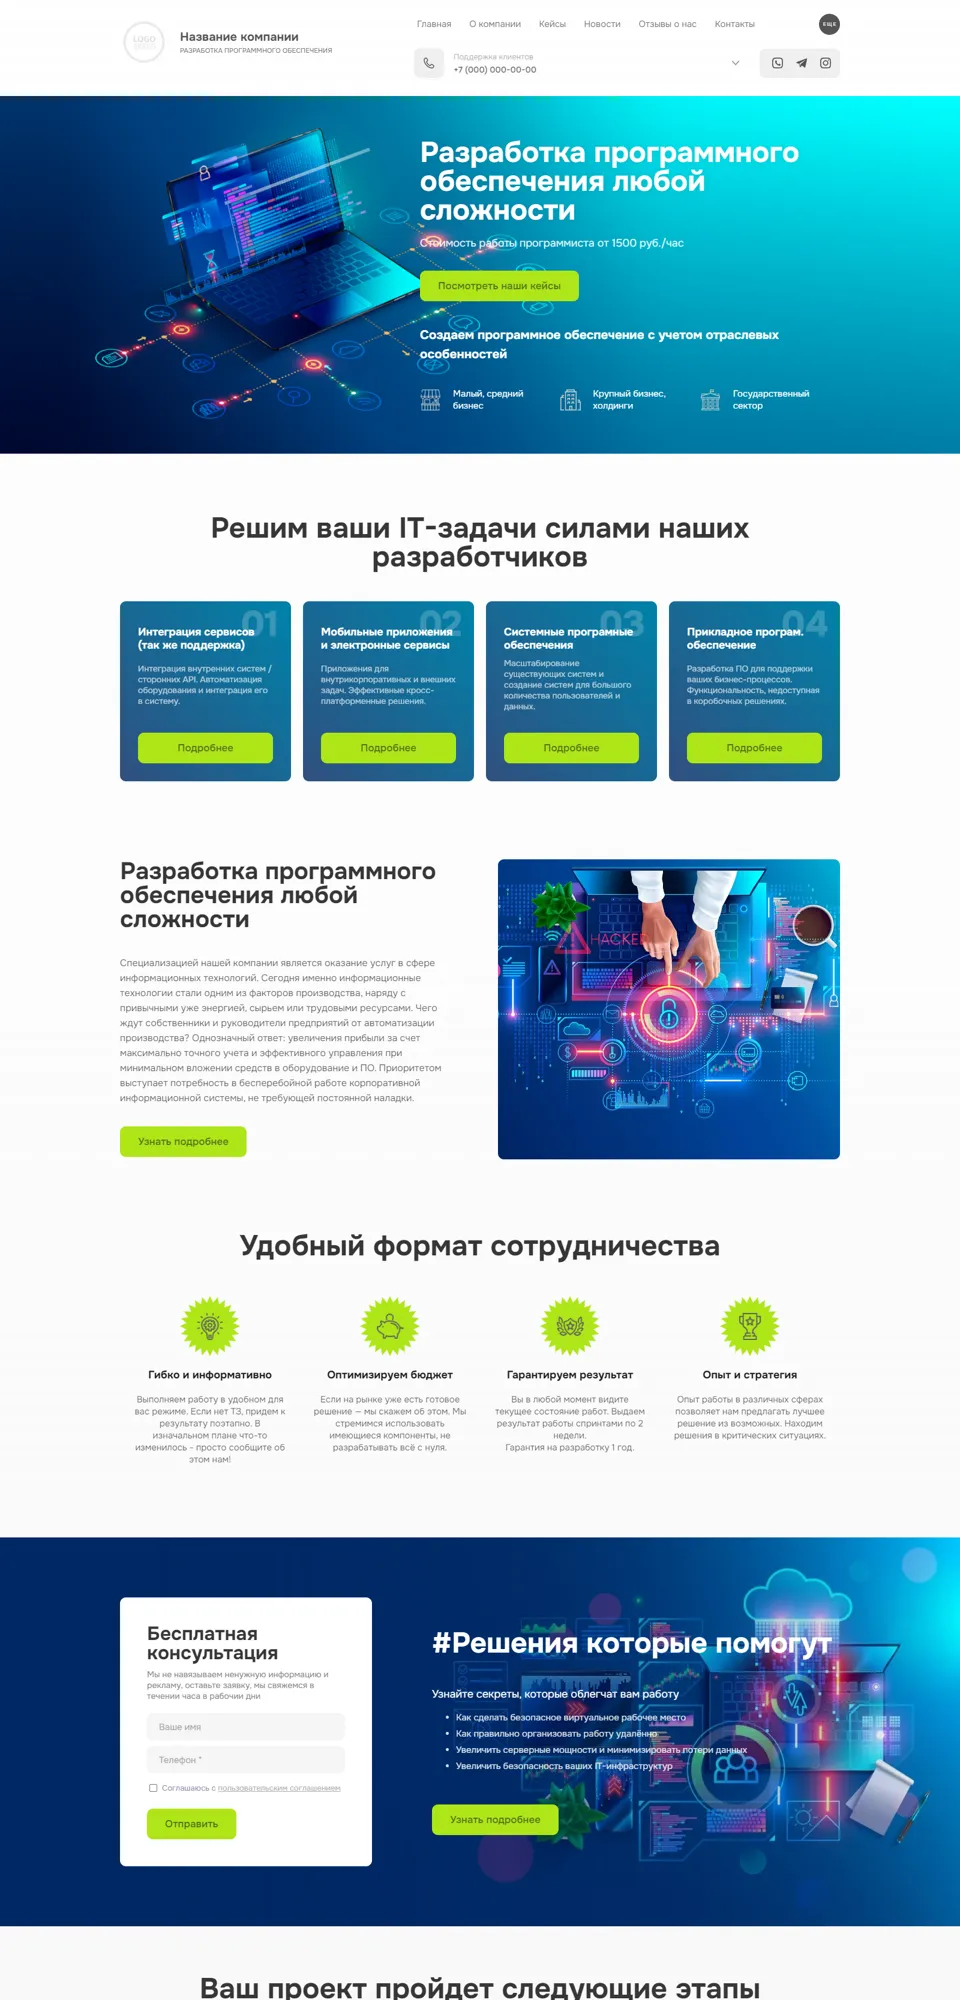 LOGO
Название компании
РАЗРАБОТКА ПРОГРАММНОГО ОБЕСПЕЧЕНИЯ
Главная
О компании
Кейсы
Новости
Отзывы о нас
Контакты
ЕЩЕ
Поддержка клиентов
+7 (000) 000-00-00
Разработка программного
обеспечения любой
сложности
Стоимость работы программиста от 1500 руб./час
Посмотреть наши кейсы
Создаем программное обеспечение с учетом отраслевых
особенностей
Малый, средний
бизнес
Крупный бизнес,
холдинги
Государственный
сектор
Решим ваши IT-задачи силами наших
разработчиков
01
Интеграция сервисов
(так же поддержка)
Интеграция внутренних систем /
сторонних API. Автоматизация
оборудования и интеграция его
в систему.
Подробнее
02
Мобильные приложения
и электронные сервисы
Приложения для
внутрикорпоративных и внешних
задач. Эффективные кросс-
платформенные решения.
Подробнее
03
Системные програмные
обеспечения
Масштабирование
существующих систем и
создание систем для большого
количества пользователей и
данных.
Подробнее
04
Прикладное програм.
обеспечение
Разработка ПО для поддержки
ваших бизнес-процессов.
Функциональность, недоступная
в коробочных решениях.
Подробнее
Разработка программного
обеспечения любой
сложности
Специализацией нашей компании является оказание услуг в сфере
информационных технологий. Сегодня именно информационные
технологии стали одним из факторов производства, наряду с
привычными уже энергией, сырьем или трудовыми ресурсами. Чего
ждут собственники и руководители предприятий от автоматизации
производства? Однозначный ответ: увеличения прибыли за счет
максимально точного учета и эффективного управления при
минимальном вложении средств в оборудование и ПО. Приоритетом
выступает потребность в бесперебойной работе корпоративной
информационной системы, не требующей постоянной наладки.
Узнать подробнее
HACKER
Удобный формат сотрудничества
Гибко и информативно
Выполняем работу в удобном для
вас режиме. Если нет ТЗ, придем к
результату поэтапно. В
изначальном плане что-то
изменилось - просто сообщите об
этом нам!
Оптимизируем бюджет
Если на рынке уже есть готовое
решение — мы скажем об этом. Мы
стремимся использовать
имеющиеся компоненты, не
разрабатывать всё с нуля.
Гарантируем результат
Вы в любой момент видите
текущее состояние работ. Выдаем
результат работы спринтами по 2
недели.
Гарантия на разработку 1 год.
Опыт и стратегия
Опыт работы в различных сферах
позволяет нам предлагать лучшее
решение из возможных. Находим
решения в критических ситуациях.
Бесплатная
консультация
Мы не навязываем ненужную информацию и
рекламу, оставьте заявку, мы свяжемся в
течении часа в рабочии дни
Ваше имя
Телефон *
Соглашаюсь с пользовательским соглашением
Отправить
#Решения которые помогут
Узнайте секреты, которые облегчат вам работу
• Как сделать безопасное виртуальное рабочее место
• Как правильно организовать работу удалённо
• Увеличить серверные мощности и минимизировать потери данных
• Увеличить безопасность ваших IT-инфраструктур
Узнать подробнее
Ваш проект пройдет следующие этапы